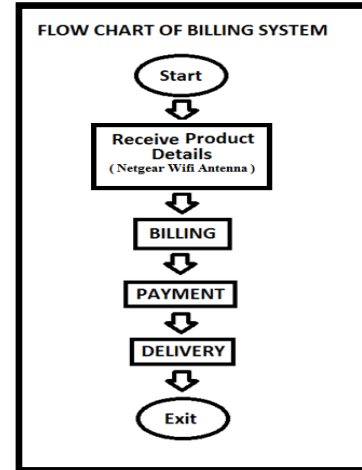 FLOW CHART OF BILLING SYSTEM
Start
Receive Product
Details
( Netgear Wifi Antenna )
BILLING
PAYMENT
DELIVERY
Exit